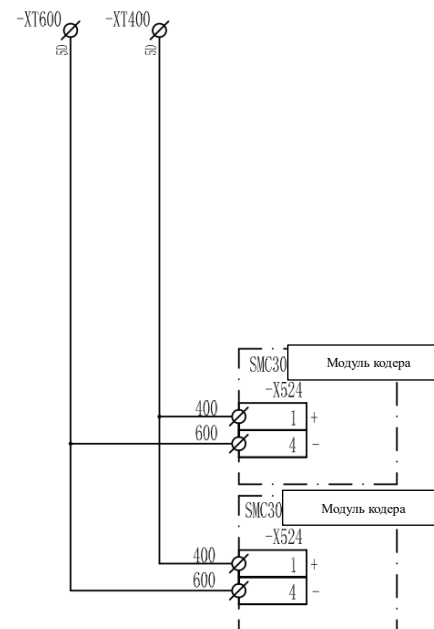 -XT600 -XT400
5D 5D
SMC30 Модуль кодера
-X524
400 1 +
600 4 -
SMC30 Модуль кодера
-X524
400 1 +
600 4 -